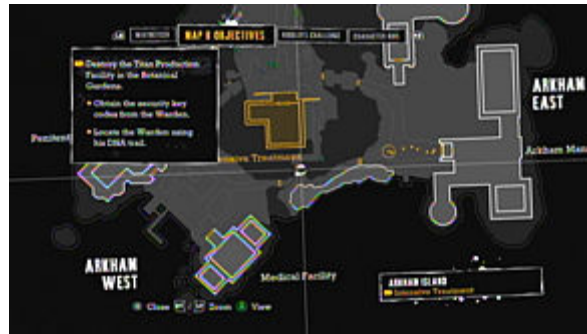 MAP & OBJECTIVES
Destroy the Titan Production
Facility in the Botanical
Gardens.
Obtain the security key
codes from the Warden.
Locate the Warden using
his DNA trail.
ARKHAM
EAST
Intensive Treatment
Arkham Man
Medical Facility
ARKHAM
WEST
ARKHAM ISLAND
Intensive Treatment
Close
Zoom
View